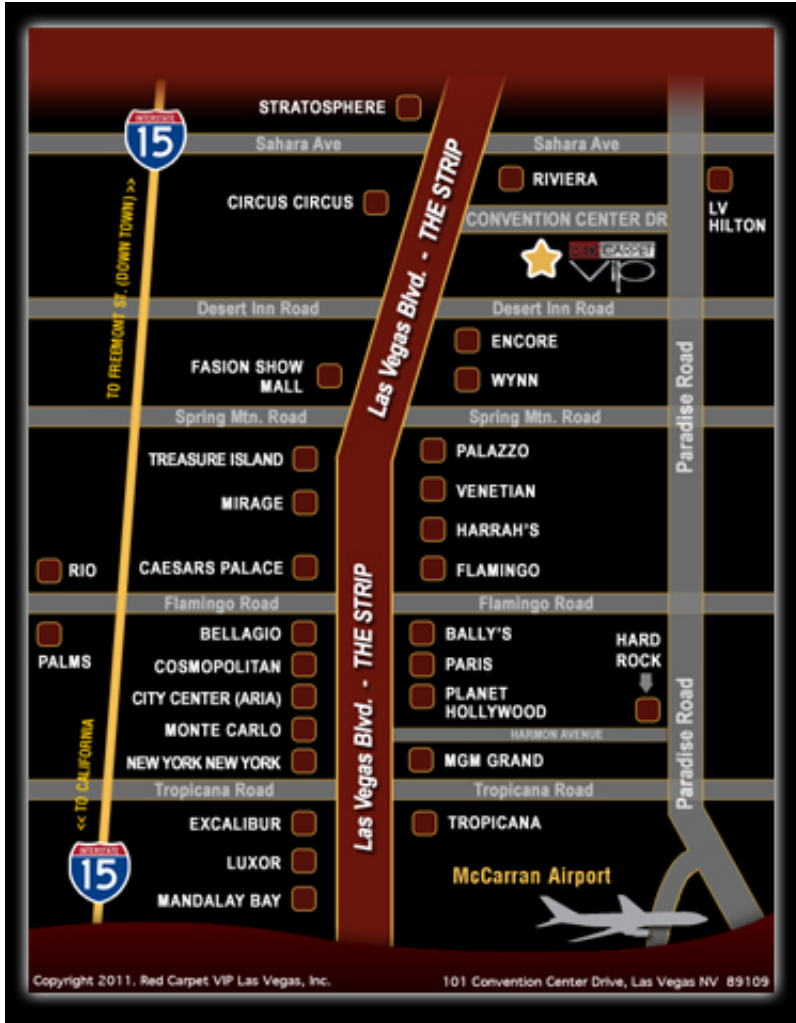 STRATOSPHERE
INTERSTATE
15
Sahara Ave
Sahara Ave
RIVIERA
CIRCUS CIRCUS
LV
HILTON
CONVENTION CENTER DR
RED CARPET
vip
TO FREEMONT ST. (DOWN TOWN) >>
Las Vegas Blvd. - THE STRIP
Desert Inn Road
Desert Inn Road
ENCORE
FASION SHOW
MALL
WYNN
Paradise Road
Spring Mtn. Road
Spring Mtn. Road
TREASURE ISLAND
PALAZZO
MIRAGE
VENETIAN
HARRAH'S
RIO
CAESARS PALACE
FLAMINGO
Flamingo Road
Flamingo Road
Las Vegas Blvd. - THE STRIP
PALMS
BELLAGIO
BALLY'S
HARD
ROCK
COSMOPOLITAN
PARIS
CITY CENTER (ARIA)
PLANET
HOLLYWOOD
MONTE CARLO
HARMON AVENUE
Paradise Road
NEW YORK NEW YORK
MGM GRAND
<< TO CALIFORNIA
Tropicana Road
Tropicana Road
EXCALIBUR
TROPICANA
INTERSTATE
15
LUXOR
McCarran Airport
MANDALAY BAY
Copyright 2011. Red Carpet VIP Las Vegas, Inc.
101 Convention Center Drive, Las Vegas NV 89109